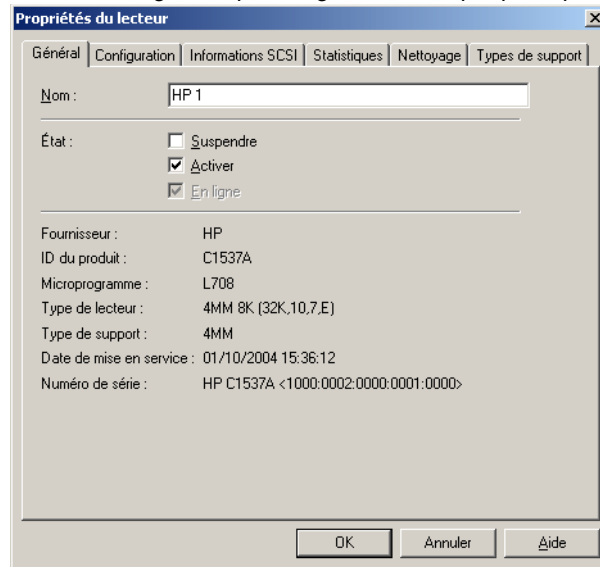 Propriétés du lecteur
Général Configuration Informations SCSI Statistiques Nettoyage Types de support
Nom : HP 1
État : Suspendre
Activer
En ligne
Fournisseur : HP
ID du produit : C1537A
Microprogramme : L708
Type de lecteur : 4MM 8K (32K,10,7,E)
Type de support : 4MM
Date de mise en service : 01/10/2004 15:36:12
Numéro de série : HP C1537A <1000:0002:0000:0001:0000>
OK Annuler Aide